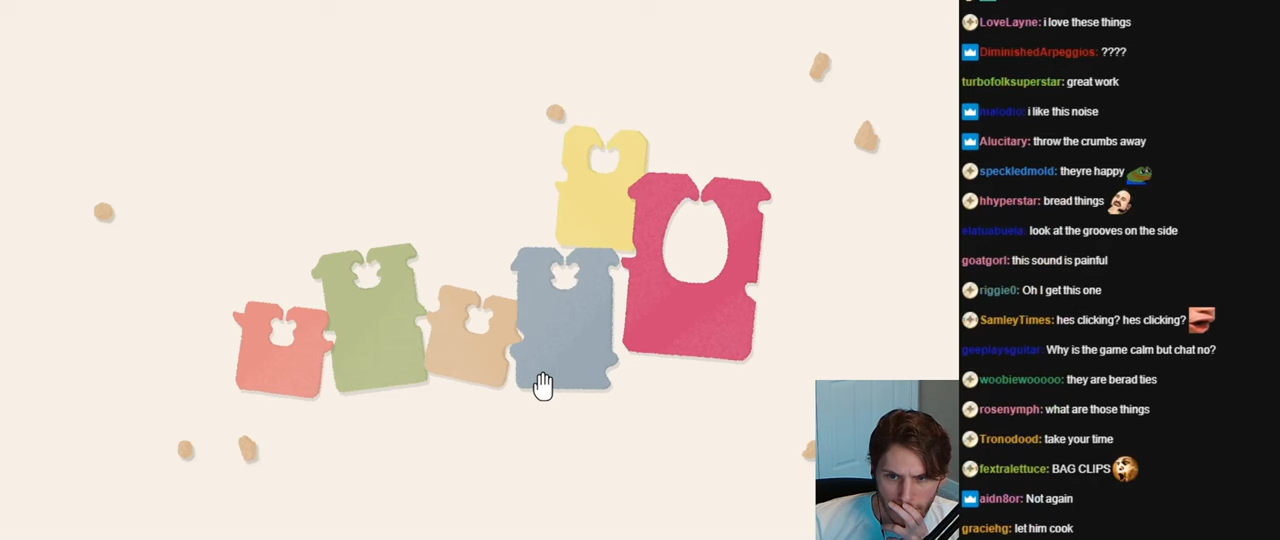 LoveLayne: i love these things
DiminishedArpeggios: ????
turbofolksuperstar: great work
malodio: i like this noise
Alucitary: throw the crumbs away
speckledmold: theyre happy
hhyperstar: bread things
elatuabuela: look at the grooves on the side
goatgorl: this sound is painful
riggie0: Oh I get this one
SamleyTimes: hes clicking? hes clicking?
geeplaysguitar: Why is the game calm but chat no?
woobiewooooo: they are berad ties
rosenymph: what are those things
Tronodood: take your time
fextralettuce: BAG CLIPS
aidn8or: Not again
graciehg: let him cook